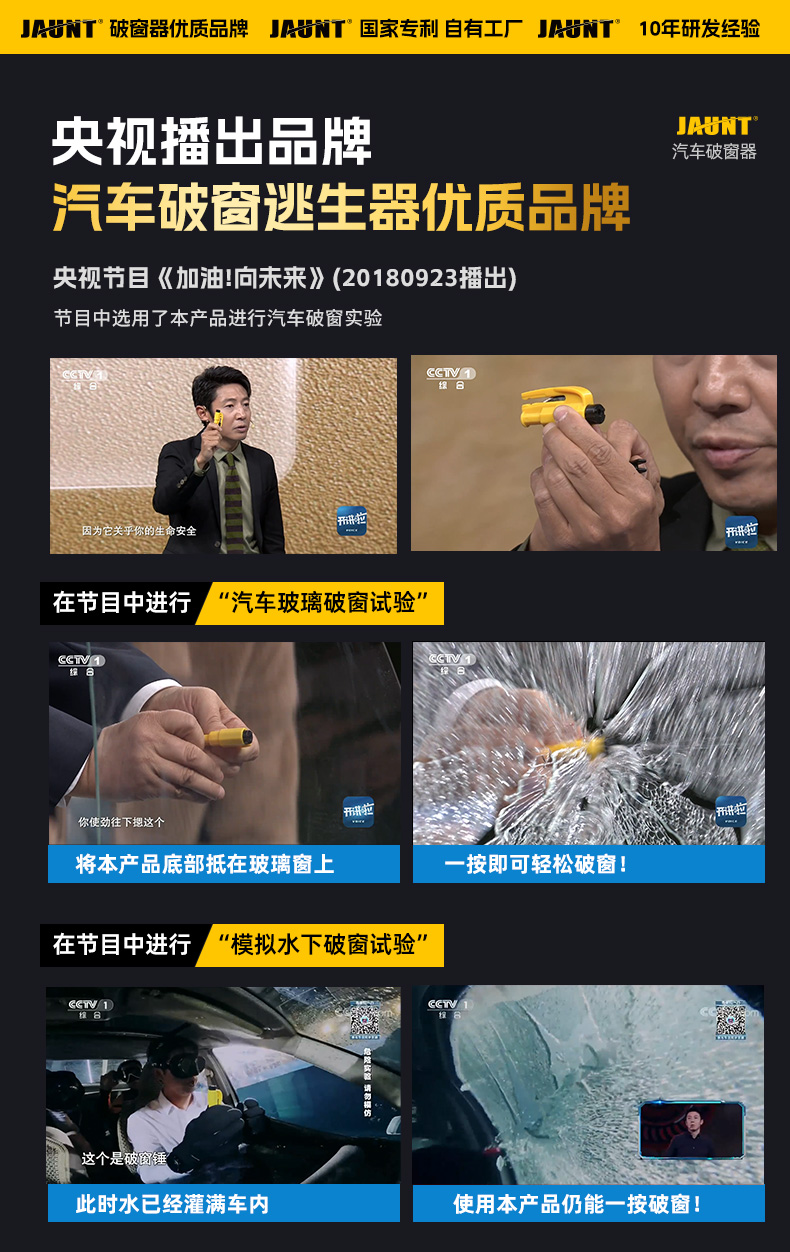 JAUNT® 破窗器优质品牌 JAUNT® 国家专利 自有工厂 JAUNT® 10年研发经验
央视播出品牌
JAUNT®
汽车破窗器
汽车破窗逃生器优质品牌
央视节目《加油!向未来》(20180923播出)
节目中选用了本产品进行汽车破窗实验
CCTV 1
综合
因为它关乎你的生命安全
开讲啦
VOICE
CCTV 1
综合
开讲啦
VOICE
在节目中进行 “汽车玻璃破窗试验”
CCTV 1
综合
你使劲往下摁这个
开讲啦
VOICE
将本产品底部抵在玻璃窗上
CCTV 1
综合
开讲啦
VOICE
一按即可轻松破窗!
在节目中进行 “模拟水下破窗试验”
CCTV 1
综合
危险实验 请勿模仿
这个是破窗锤
此时水已经灌满车内
CCTV 1
综合
使用本产品仍能一按破窗!